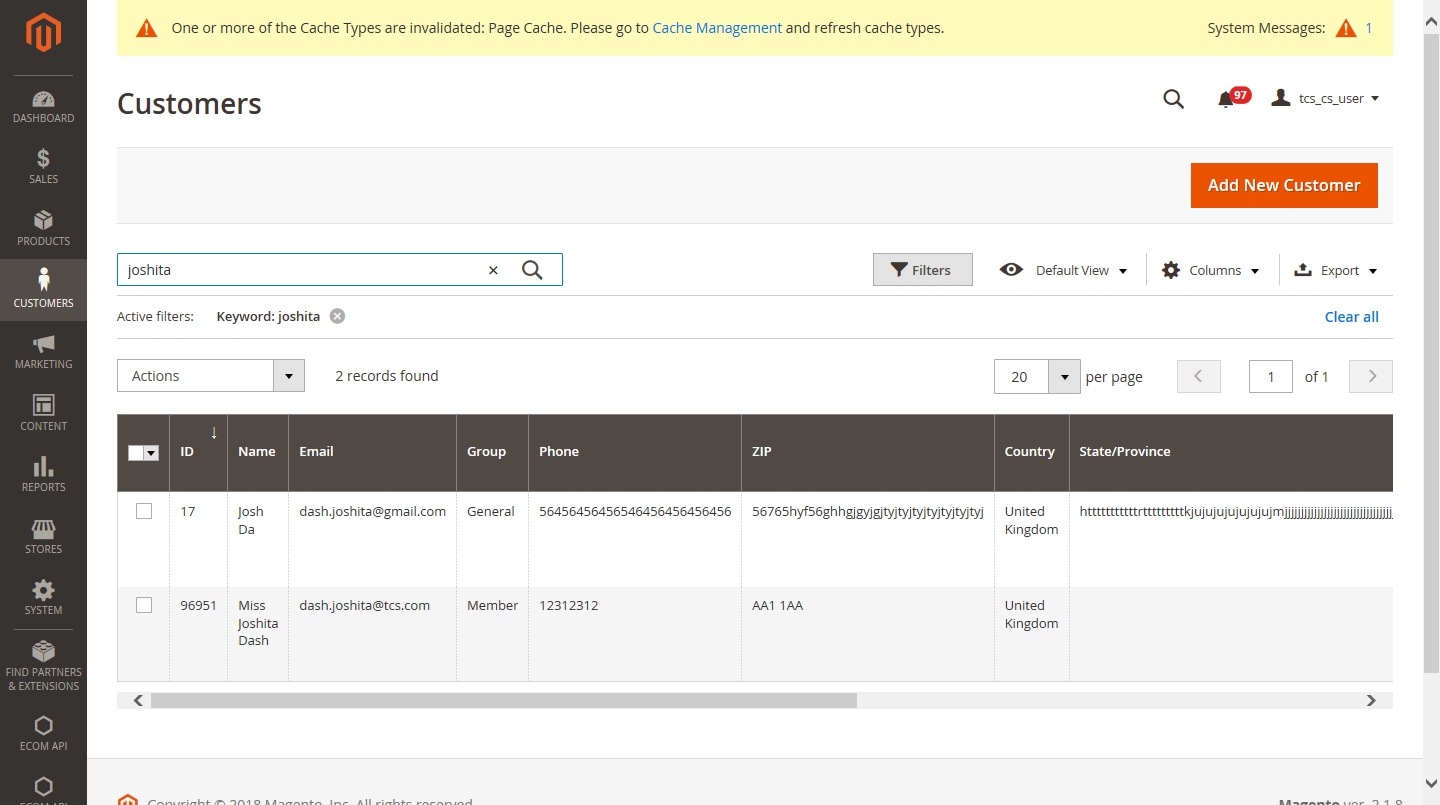 One or more of the Cache Types are invalidated: Page Cache. Please go to Cache Management and refresh cache types.
System Messages: 1
Customers
97
tcs_cs_user
Add New Customer
joshita
Filters
Default View
Columns
Export
Active filters: Keyword: joshita
Clear all
Actions
2 records found
20 per page
1 of 1
ID Name Email Group Phone ZIP Country State/Province
17
Josh
Da
dash.joshita@gmail.com
General
56456456456546456456456456
56765hyf56ghhgjgyjgjtyjtyjtyjtyjtyjtyjtyj
United
Kingdom
96951
Miss
Joshita
Dash
dash.joshita@tcs.com
Member
12312312
AA1 1AA
United
Kingdom
DASHBOARD
SALES
PRODUCTS
CUSTOMERS
MARKETING
CONTENT
REPORTS
STORES
SYSTEM
FIND PARTNERS
& EXTENSIONS
ECOM API
ECOM API
Copyright © 2018 Magento, Inc. All rights reserved.
Magento ver. 2.1.8